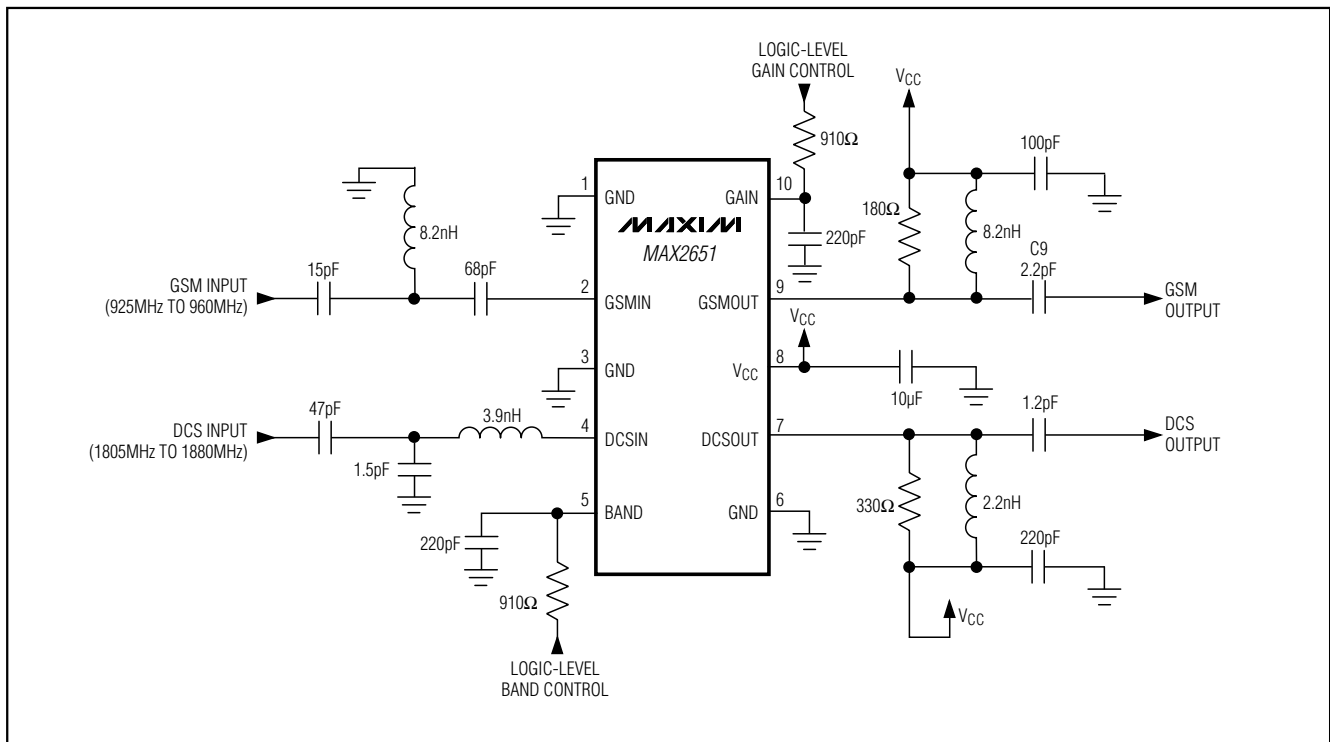 LOGIC-LEVEL
GAIN CONTROL
VCC
910Ω
100pF
1
GND
GAIN
10
MAXIM
MAX2651
8.2nH
220pF
180Ω
8.2nH
C9
2.2pF
15pF
68pF
GSM INPUT
(925MHz TO 960MHz)
2
GSMIN
GSMOUT
9
GSM
OUTPUT
VCC
3
GND
VCC
8
10µF
47pF
3.9nH
1.2pF
DCS INPUT
(1805MHz TO 1880MHz)
4
DCSIN
DCSOUT
7
DCS
OUTPUT
1.5pF
330Ω
2.2nH
5
BAND
GND
6
220pF
220pF
910Ω
VCC
LOGIC-LEVEL
BAND CONTROL